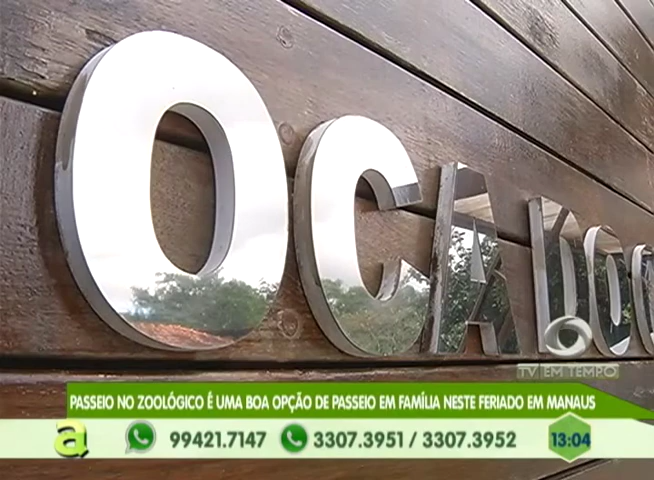 OCA DO
TV EM TEMPO
PASSEIO NO ZOOLÓGICO É UMA BOA OPÇÃO DE PASSEIO EM FAMÍLIA NESTE FERIADO EM MANAUS
a 99421.7147 3307.3951 / 3307.3952 13:04